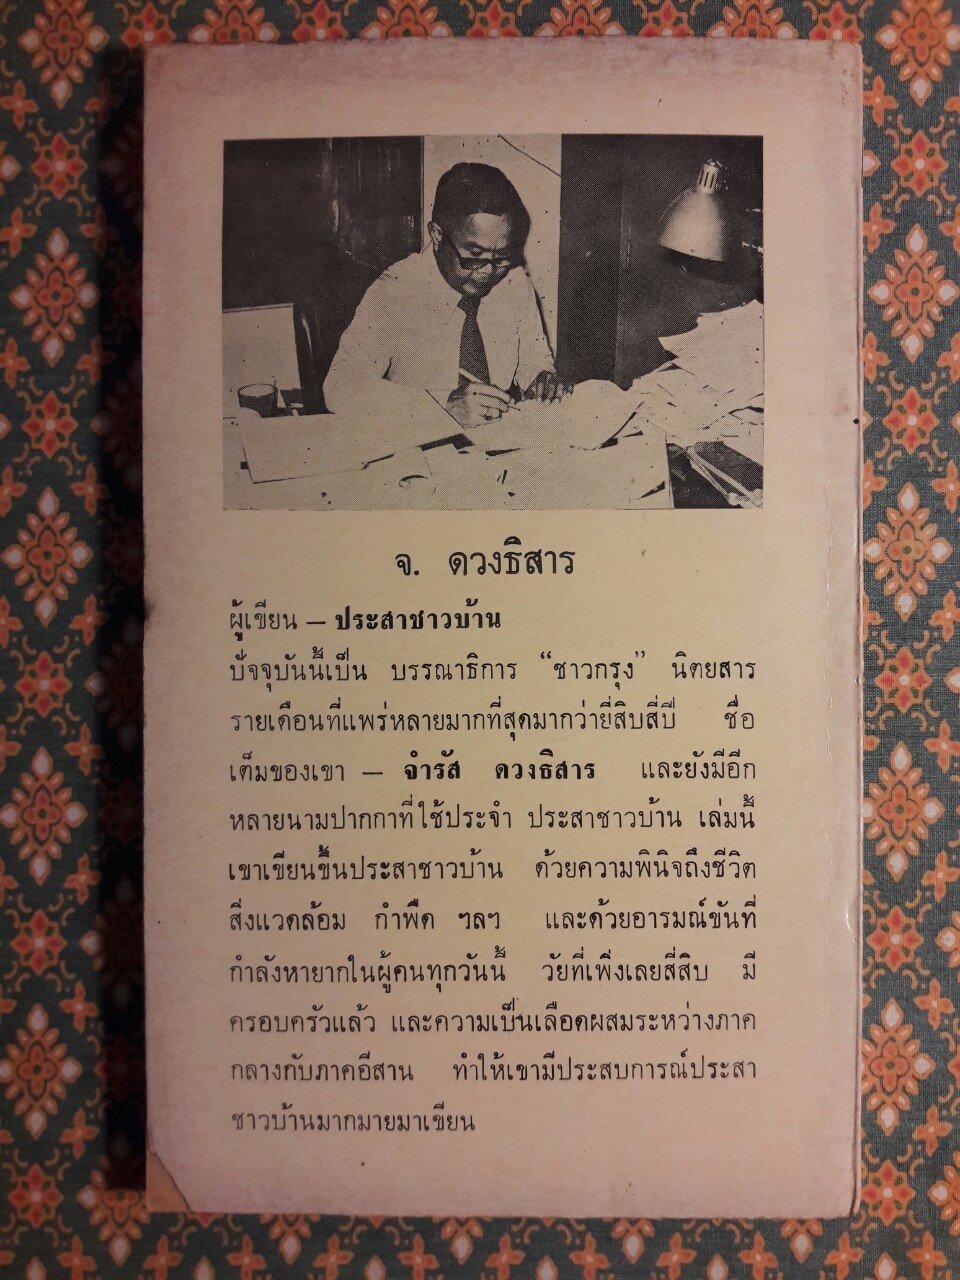 จ. ดวงธิสาร
ผู้เขียน – ประสาชาวบ้าน
ปัจจุบันนี้เป็น บรรณาธิการ “ชาวกรุง” นิตยสาร
รายเดือนที่แพร่หลายมากที่สุดมากว่ายี่สิบสี่ปี ชื่อ
เต็มของเขา – จำรัส ดวงธิสาร และยังมีอีก
หลายนามปากกาที่ใช้ประจำ ประสาชาวบ้าน เล่มนี้
เขาเขียนขึ้นประสาชาวบ้าน ด้วยความพินิจถึงชีวิต
สิ่งแวดล้อม กำพืด ฯลฯ และด้วยอารมณ์ขันที่
กำลังหายากในผู้คนทุกวันนี้ วัยที่เพิ่งเลยสี่สิบ มี
ครอบครัวแล้ว และความเป็นเลือดผสมระหว่างภาค
กลางกับภาคอีสาน ทำให้เขามีประสบการณ์ประสา
ชาวบ้านมากมายมาเขียน